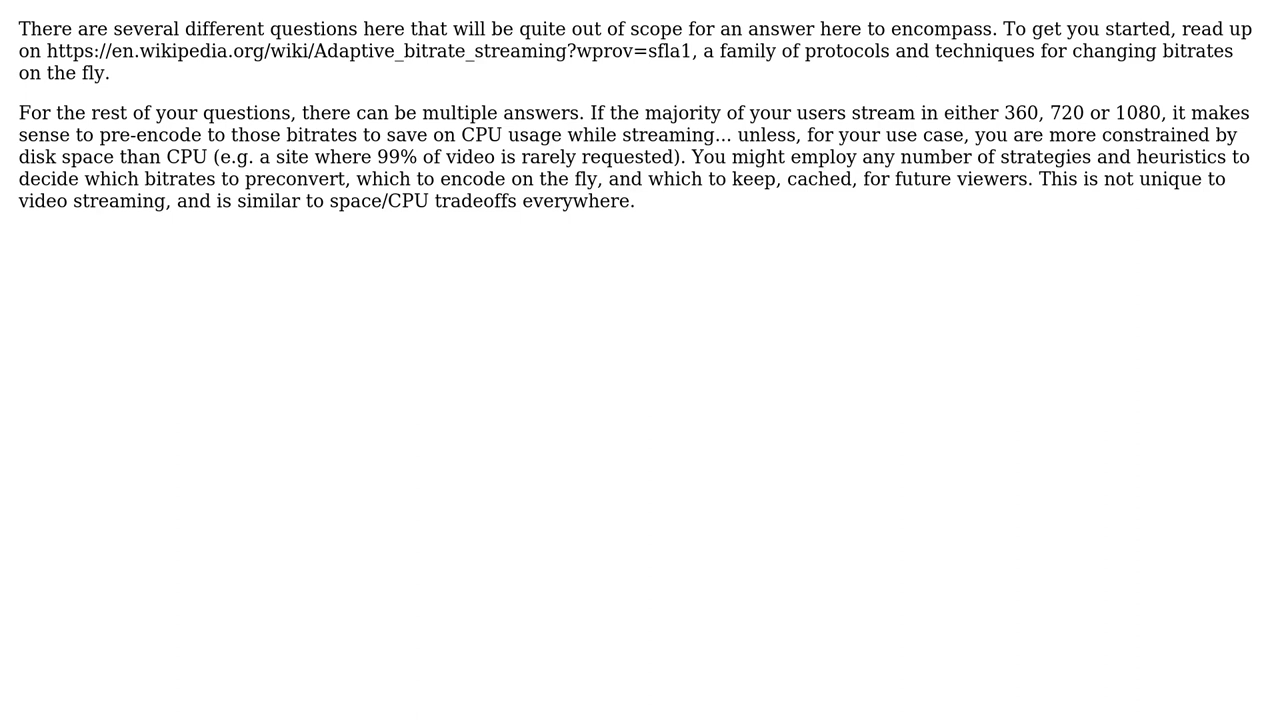 There are several different questions here that will be quite out of scope for an answer here to encompass. To get you started, read up
on https://en.wikipedia.org/wiki/Adaptive_bitrate_streaming?wprov=sfla1, a family of protocols and techniques for changing bitrates
on the fly.
For the rest of your questions, there can be multiple answers. If the majority of your users stream in either 360, 720 or 1080, it makes
sense to pre-encode to those bitrates to save on CPU usage while streaming... unless, for your use case, you are more constrained by
disk space than CPU (e.g. a site where 99% of video is rarely requested). You might employ any number of strategies and heuristics to
decide which bitrates to preconvert, which to encode on the fly, and which to keep, cached, for future viewers. This is not unique to
video streaming, and is similar to space/CPU tradeoffs everywhere.